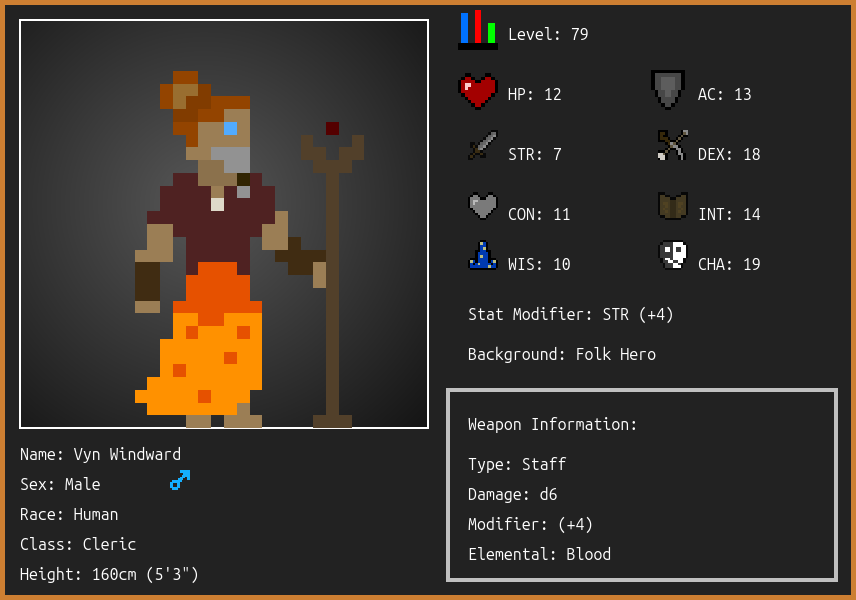 Level: 79
HP: 12
AC: 13
STR: 7
DEX: 18
CON: 11
INT: 14
WIS: 10
CHA: 19
Stat Modifier: STR (+4)
Background: Folk Hero
Weapon Information:
Type: Staff
Damage: d6
Modifier: (+4)
Elemental: Blood
Name: Vyn Windward
Sex: Male
Race: Human
Class: Cleric
Height: 160cm (5'3")